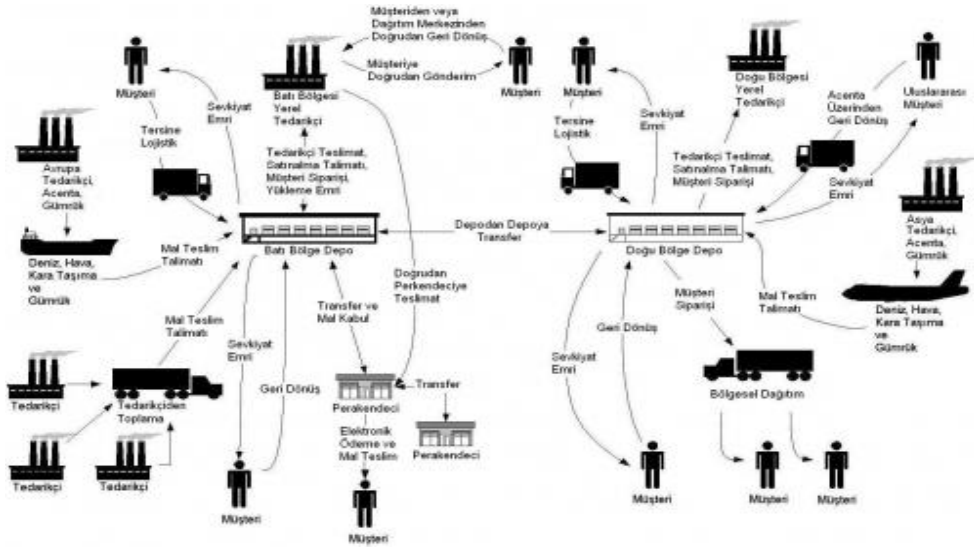 Müşteriden veya
Dağıtım Merkezinden
Doğrudan Geri Dönüş
Müşteriye
Doğrudan Gönderim
Müşteri
Müşteri
Müşteri
Sevkiyat
Emri
Batı Bölgesi
Yerel
Tedarikçi
Sevkiyat
Emri
Doğu Bölgesi
Yerel
Tedarikçi
Acenta
Üzerinden
Geri Dönüş
Uluslararası
Müşteri
Tersine
Lojistik
Tersine
Lojistik
Avrupa
Tedarikçi,
Acenta,
Gümrük
Tedarikçi Teslimat,
Satınalma Talimatı,
Müşteri Siparişi,
Yükleme Emri
Tedarikçi Teslimat,
Satınalma Talimatı,
Müşteri Siparişi
Sevkiyat
Emri
Asya
Tedarikçi,
Acenta,
Gümrük
Depodan Depoya
Transfer
Mal Teslim
Talimatı
Batı Bölge Depo
Doğu Bölge Depo
Deniz, Hava,
Kara Taşıma
ve
Gümrük
Doğrudan
Perkendeciye
Teslimat
Müşteri
Siparişi
Mal Teslim
Talimatı
Deniz, Hava,
Kara Taşıma
ve
Gümrük
Mal Teslim
Talimatı
Transfer ve
Mal Kabul
Sevkiyat
Emri
Geri Dönüş
Geri Dönüş
Sevkiyat
Emri
Tedarikçi
Tedarikçiden
Toplama
Perakendeci
Transfer
Bölgesel Dağıtım
Elektronik
Ödeme ve
Mal Teslim
Perakendeci
Tedarikçi
Tedarikçi
Müşteri
Müşteri
Müşteri
Müşteri
Müşteri